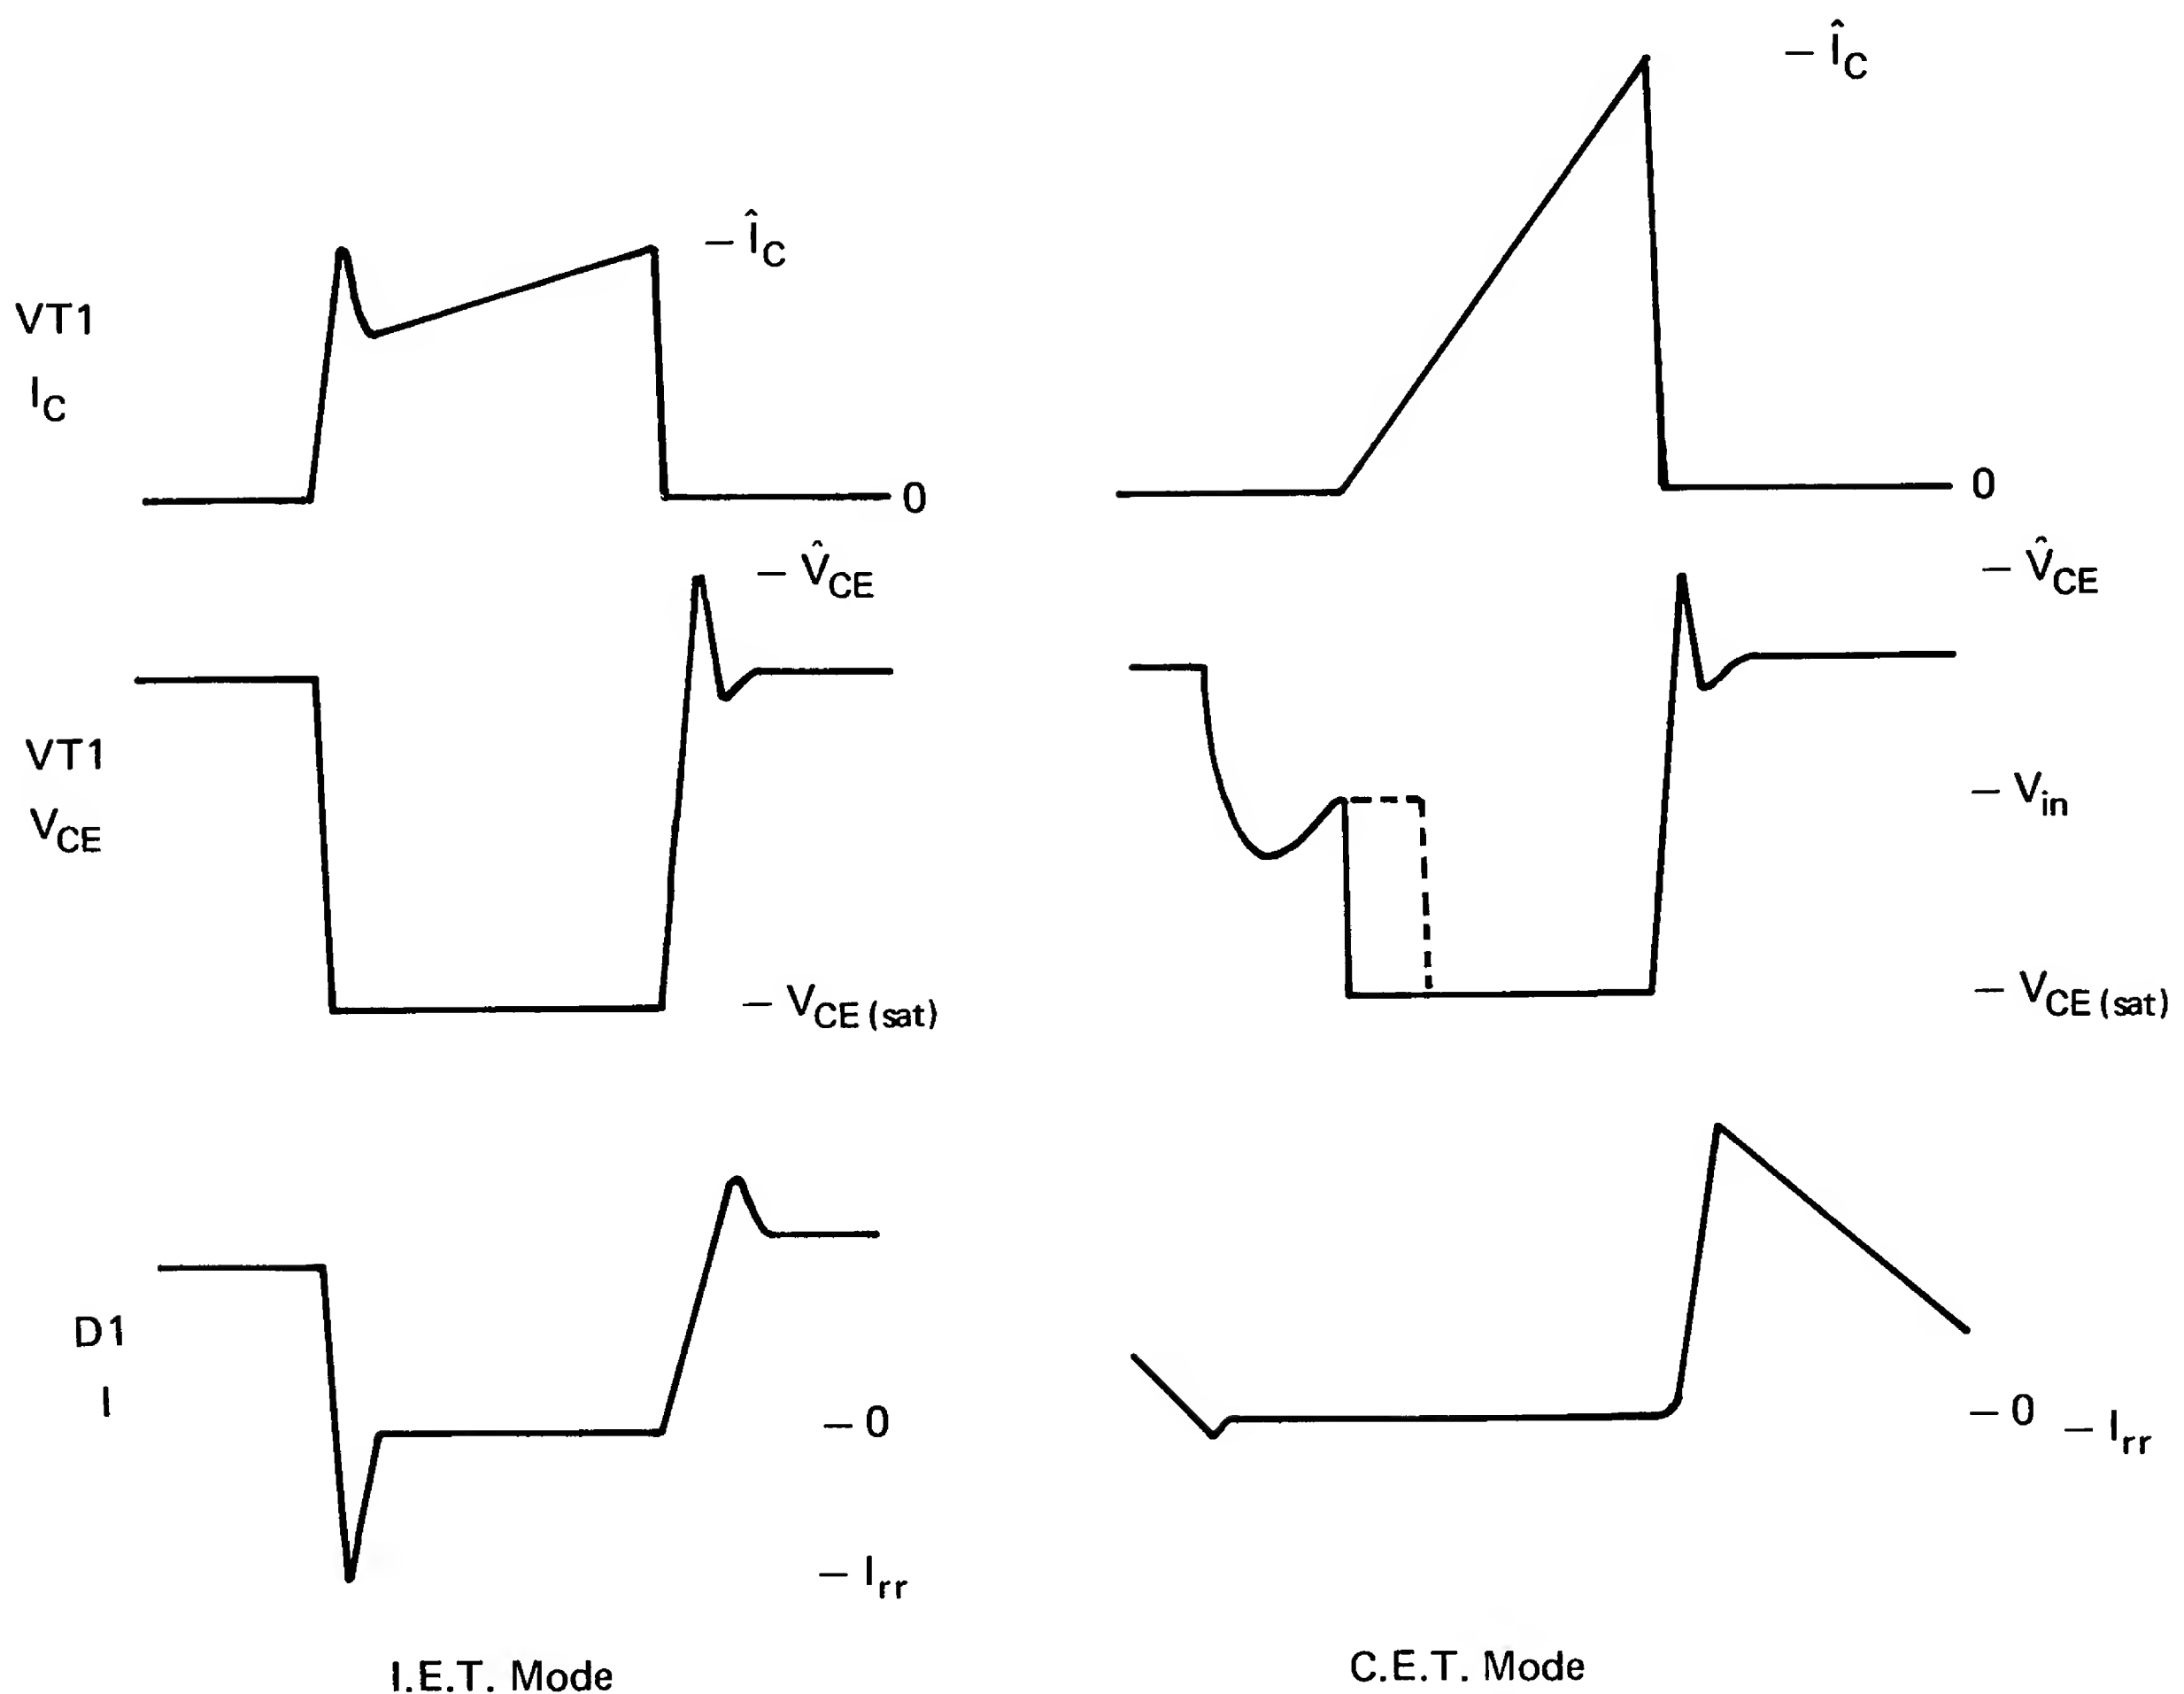 VT1
I_C
– î_C
0
– î_C
0
VT1
V_CE
– V̂_CE
– V_CE (sat)
– V̂_CE
– V_in
– V_CE (sat)
D1
I
– 0
– I_rr
– 0 – I_rr
I.E.T. Mode
C.E.T. Mode